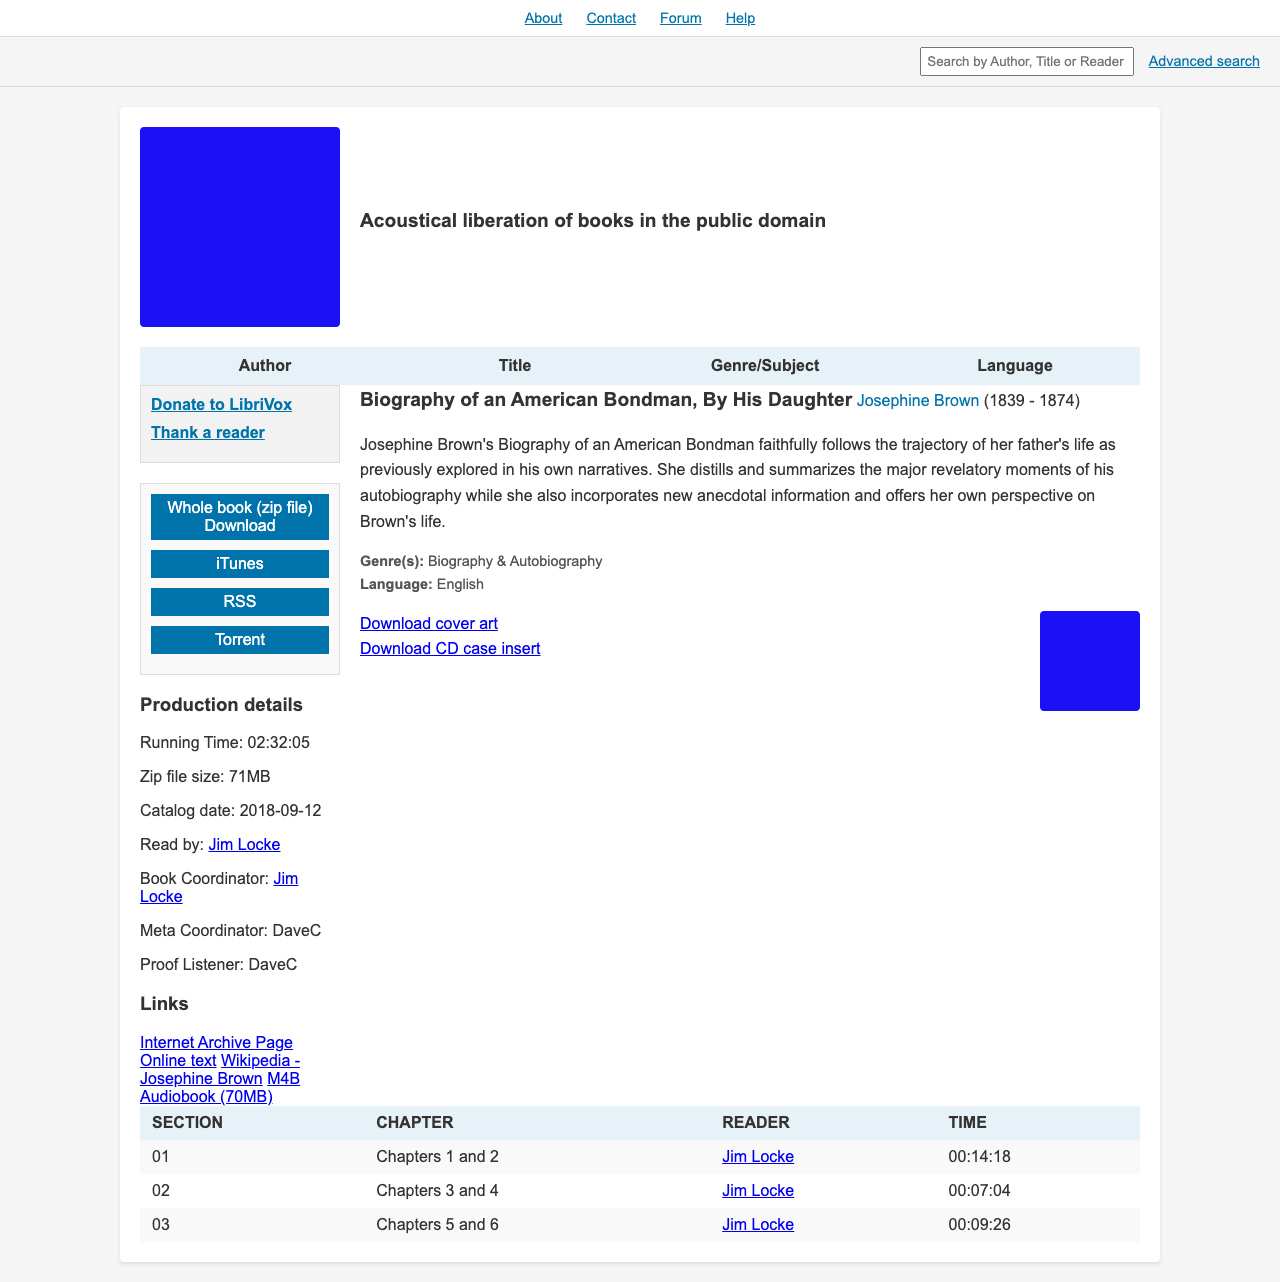 About Contact Forum Help
Search by Author, Title or Reader Advanced search
Acoustical liberation of books in the public domain
Author Title Genre/Subject Language
Donate to LibriVox
Thank a reader
Whole book (zip file)
Download
iTunes
RSS
Torrent
Production details
Running Time: 02:32:05
Zip file size: 71MB
Catalog date: 2018-09-12
Read by: Jim Locke
Book Coordinator: Jim
Locke
Meta Coordinator: DaveC
Proof Listener: DaveC
Links
Internet Archive Page
Online text Wikipedia -
Josephine Brown M4B
Audiobook (70MB)
Biography of an American Bondman, By His Daughter Josephine Brown (1839 - 1874)
Josephine Brown's Biography of an American Bondman faithfully follows the trajectory of her father's life as
previously explored in his own narratives. She distills and summarizes the major revelatory moments of his
autobiography while she also incorporates new anecdotal information and offers her own perspective on
Brown's life.
Genre(s): Biography & Autobiography
Language: English
Download cover art
Download CD case insert
SECTION CHAPTER READER TIME
01 Chapters 1 and 2 Jim Locke 00:14:18
02 Chapters 3 and 4 Jim Locke 00:07:04
03 Chapters 5 and 6 Jim Locke 00:09:26